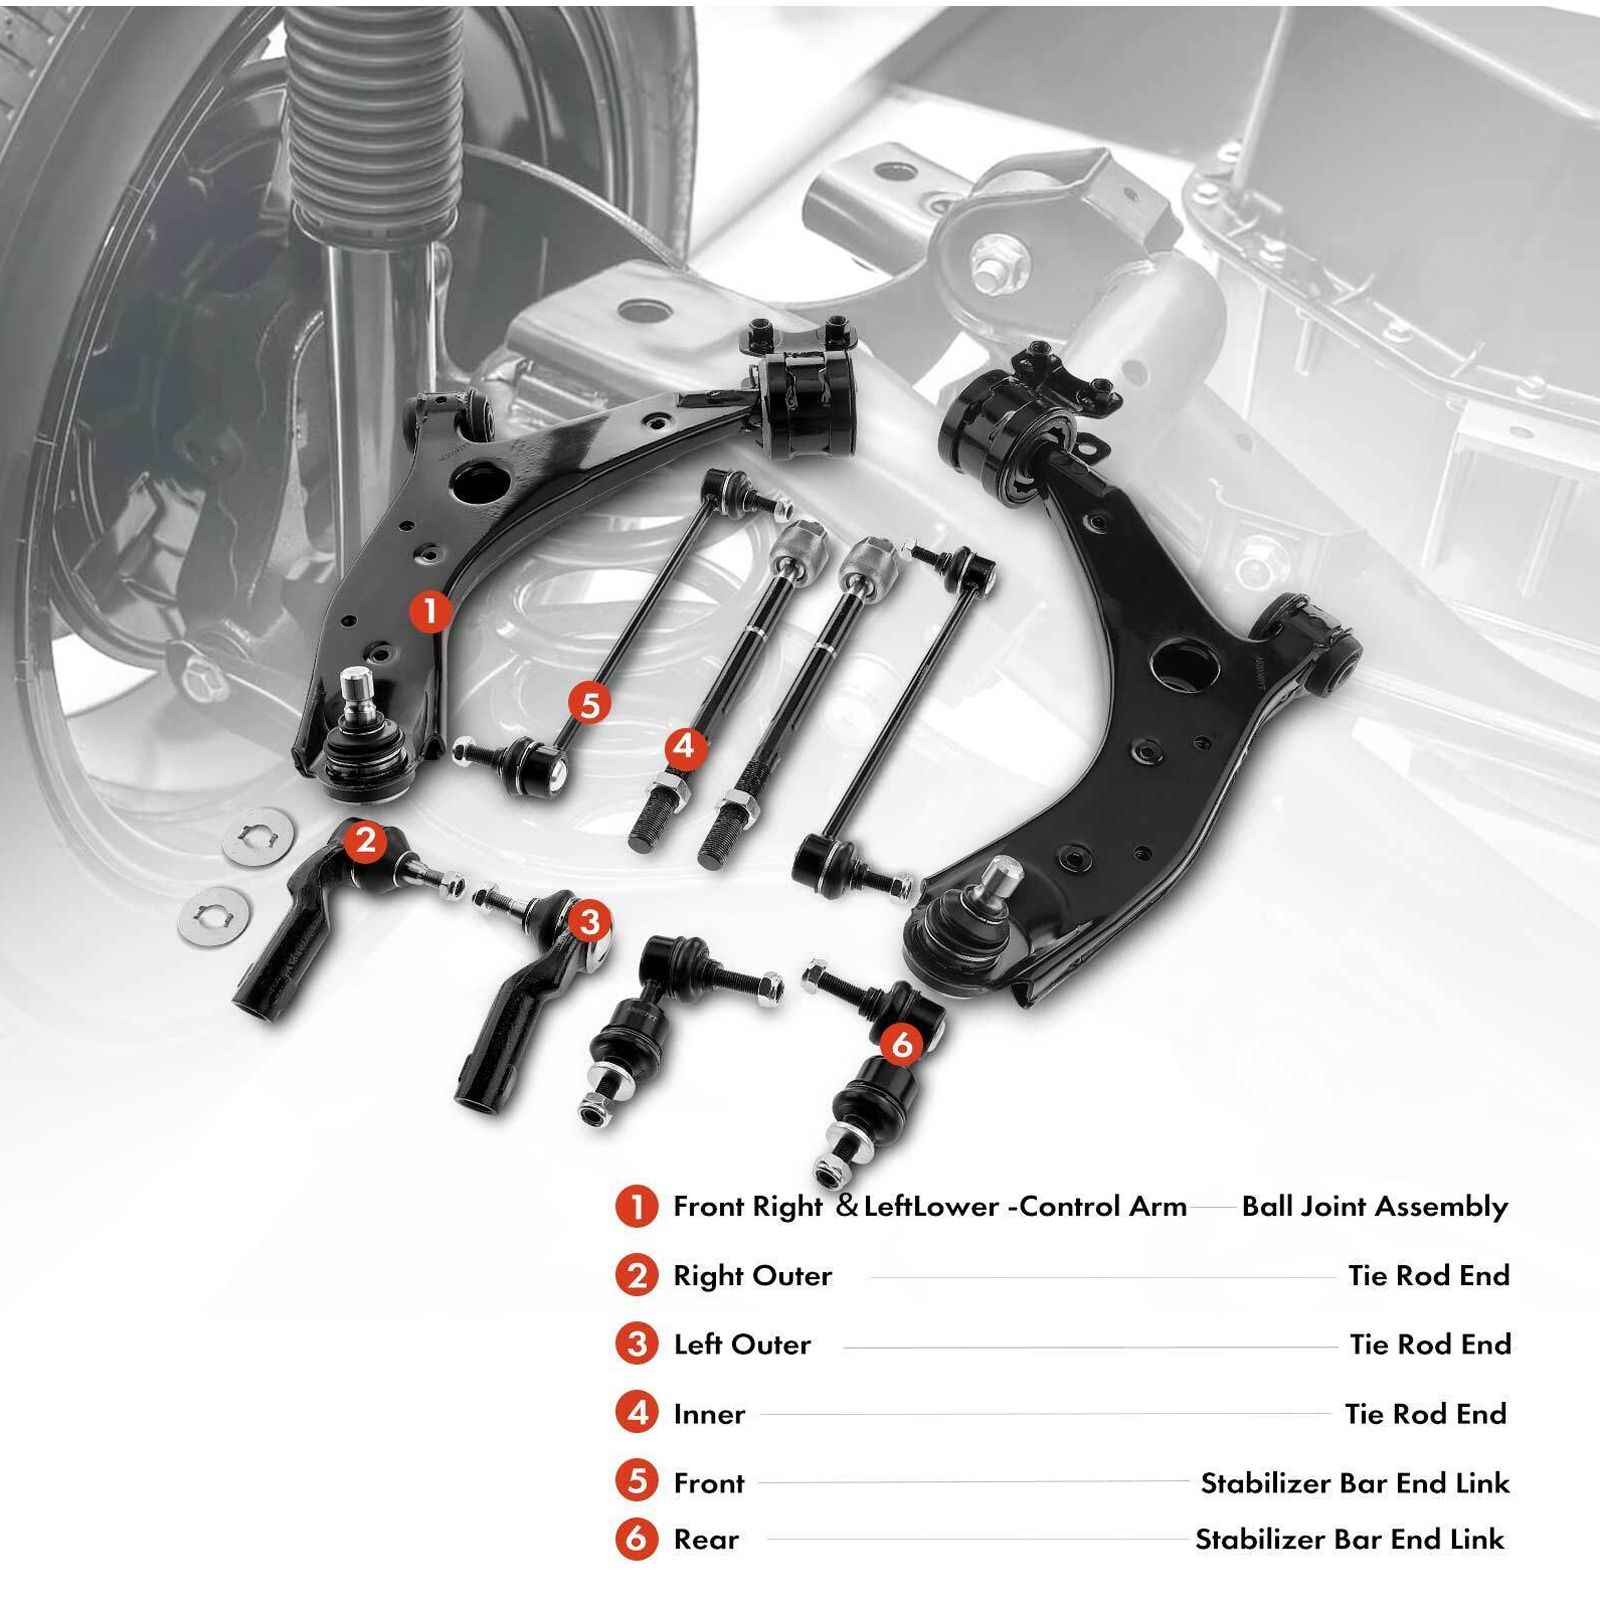 1
5
4
2
3
6
1 Front Right & LeftLower -Control Arm Ball Joint Assembly
2 Right Outer Tie Rod End
3 Left Outer Tie Rod End
4 Inner Tie Rod End
5 Front Stabilizer Bar End Link
6 Rear Stabilizer Bar End Link